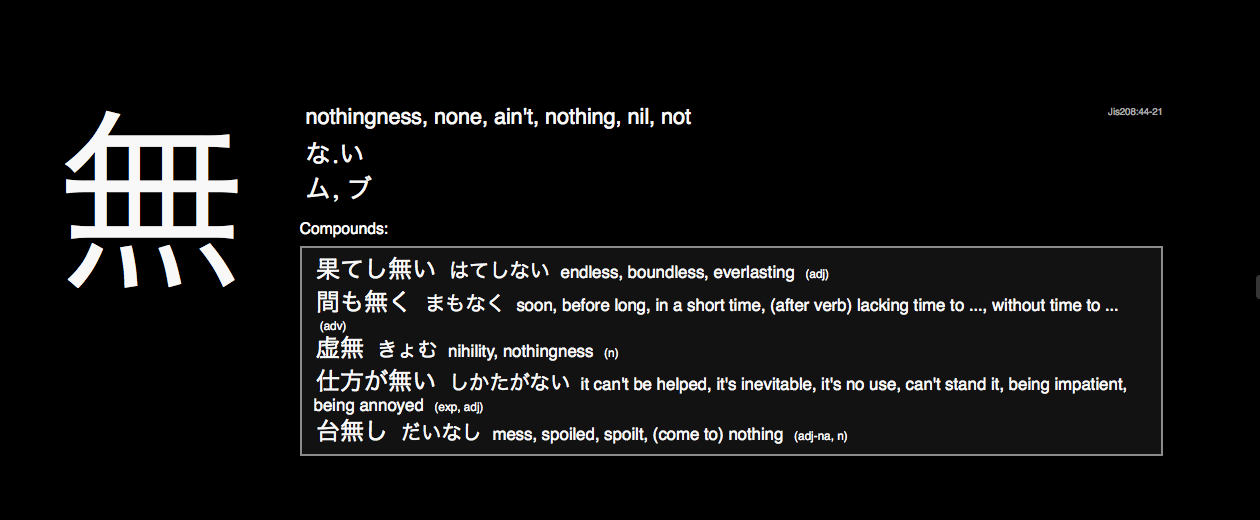 無
nothingness, none, ain't, nothing, nil, not
Jis208:44-21
な.い
ム, ブ
Compounds:
果てし無い はてしない endless, boundless, everlasting (adj)
間も無く まもなく soon, before long, in a short time, (after verb) lacking time to ..., without time to ...
(adv)
虚無 きょむ nihility, nothingness (n)
仕方が無い しかたがない it can't be helped, it's inevitable, it's no use, can't stand it, being impatient,
being annoyed (exp, adj)
台無し だいなし mess, spoiled, spoilt, (come to) nothing (adj-na, n)